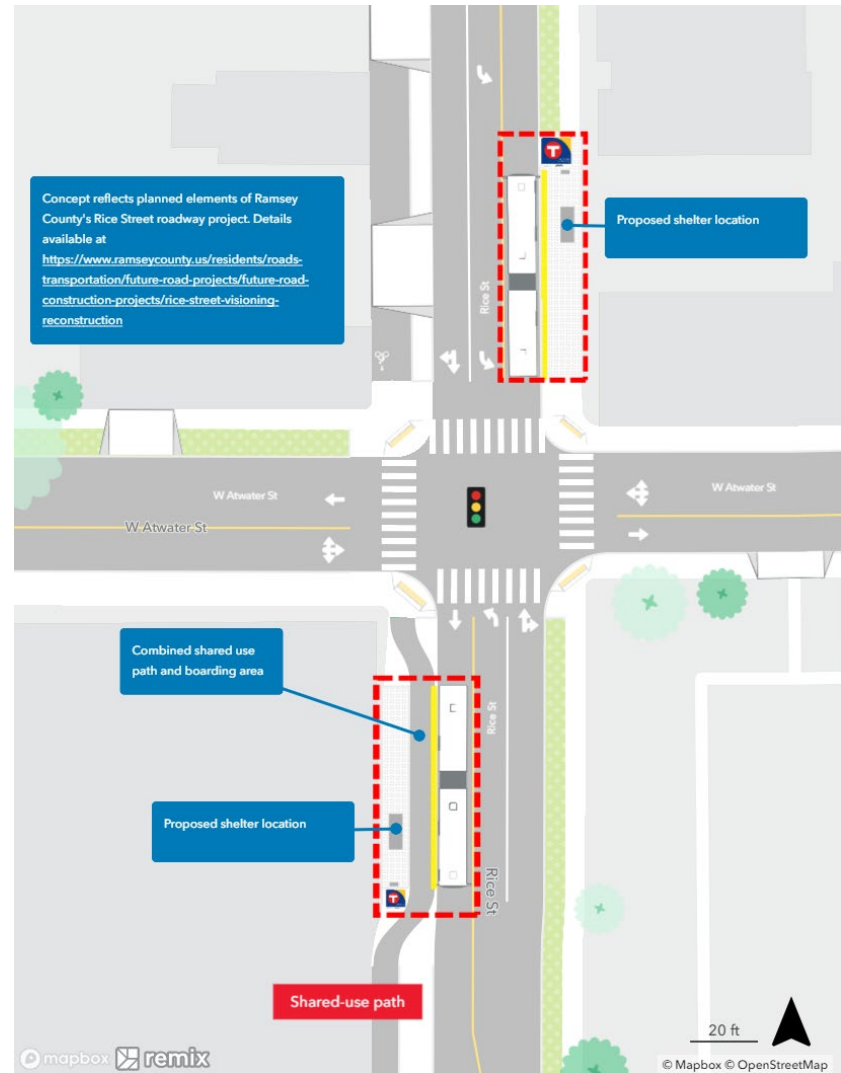 Concept reflects planned elements of Ramsey
County's Rice Street roadway project. Details
available at
https://www.ramseycounty.us/residents/roads-
transportation/future-road-projects/future-road-
construction-projects/rice-street-visioning-
reconstruction
T
Proposed shelter location
Rice St
W Atwater St
W Atwater St
W Atwater St
Combined shared use
path and boarding area
Rice St
Proposed shelter location
Rice St
T
Shared-use path
20 ft
mapbox remix
© Mapbox © OpenStreetMap